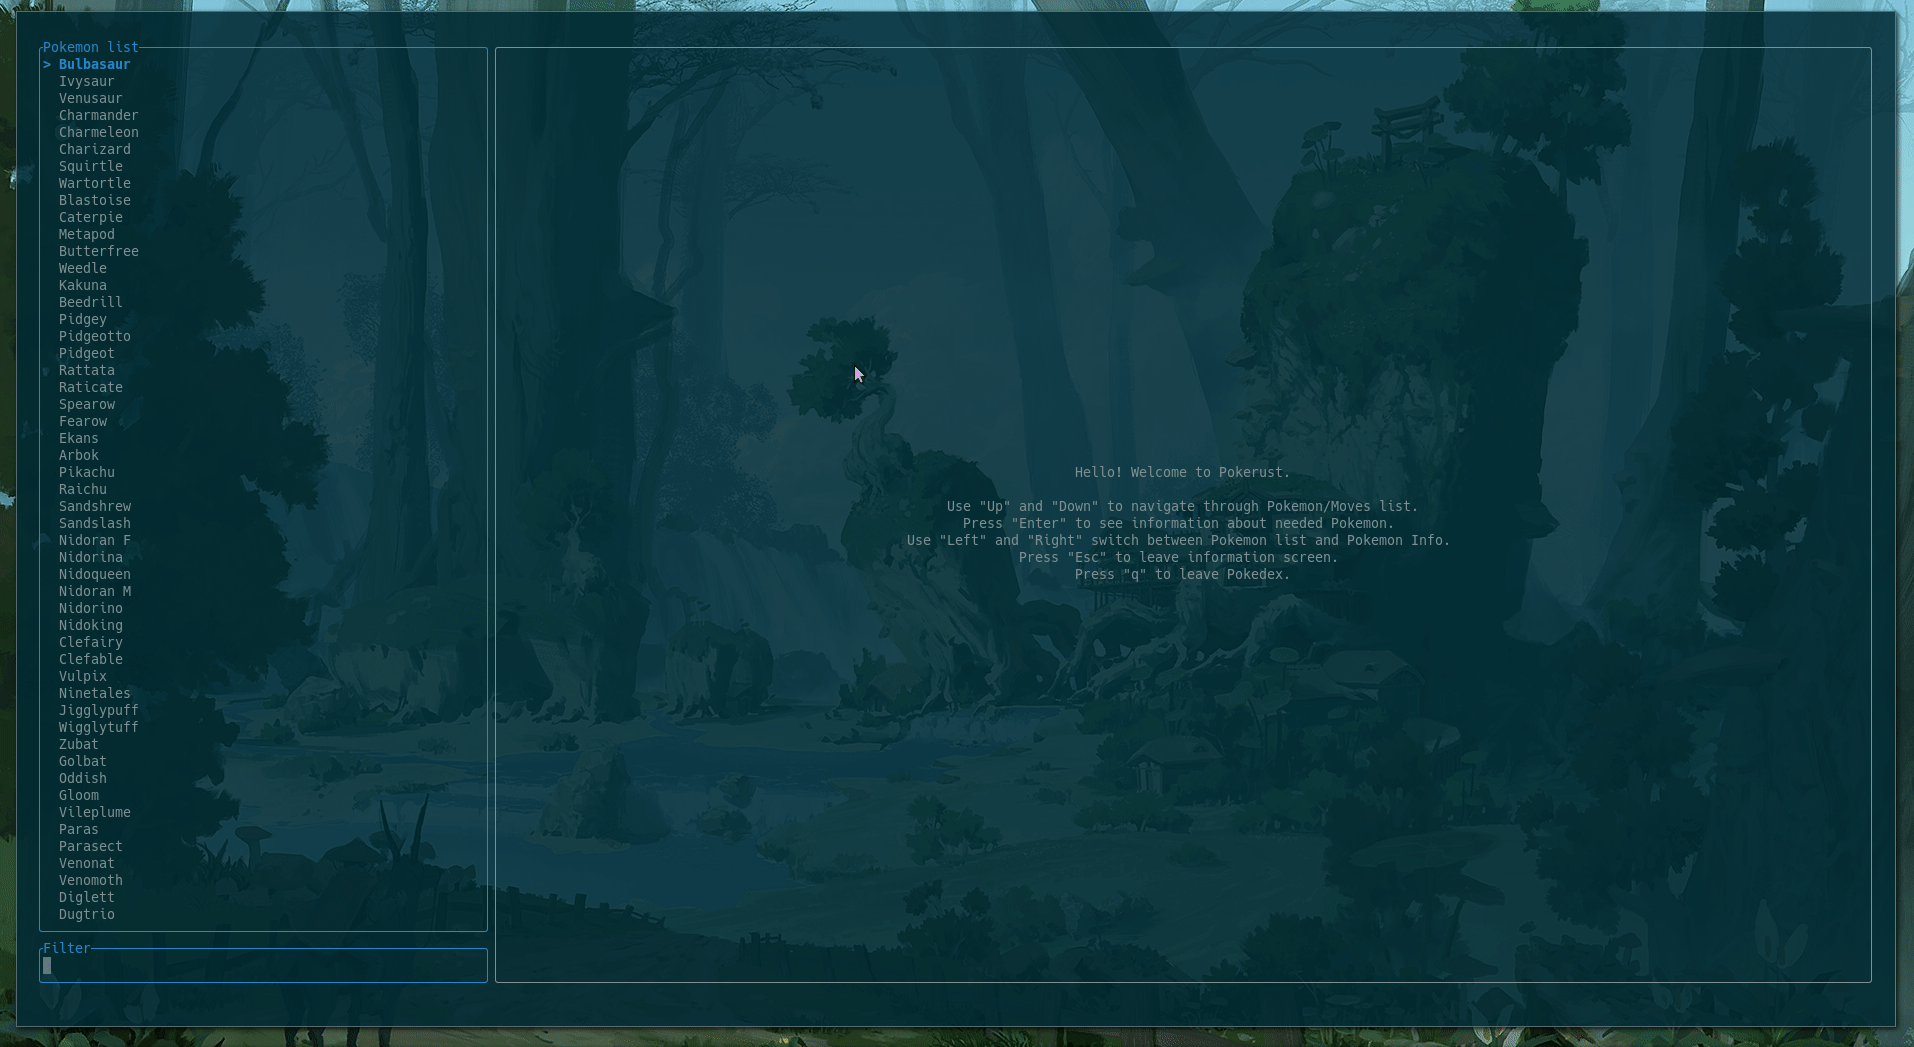 Pokemon list
> Bulbasaur
Ivysaur
Venusaur
Charmander
Charmeleon
Charizard
Squirtle
Wartortle
Blastoise
Caterpie
Metapod
Butterfree
Weedle
Kakuna
Beedrill
Pidgey
Pidgeotto
Pidgeot
Rattata
Raticate
Spearow
Fearow
Ekans
Arbok
Pikachu
Raichu
Sandshrew
Sandslash
Nidoran F
Nidorina
Nidoqueen
Nidoran M
Nidorino
Nidoking
Clefairy
Clefable
Vulpix
Ninetales
Jigglypuff
Wigglytuff
Zubat
Golbat
Oddish
Gloom
Vileplume
Paras
Parasect
Venonat
Venomoth
Diglett
Dugtrio
Filter
Hello! Welcome to Pokerust.
Use "Up" and "Down" to navigate through Pokemon/Moves list.
Press "Enter" to see information about needed Pokemon.
Use "Left" and "Right" switch between Pokemon list and Pokemon Info.
Press "Esc" to leave information screen.
Press "q" to leave Pokedex.